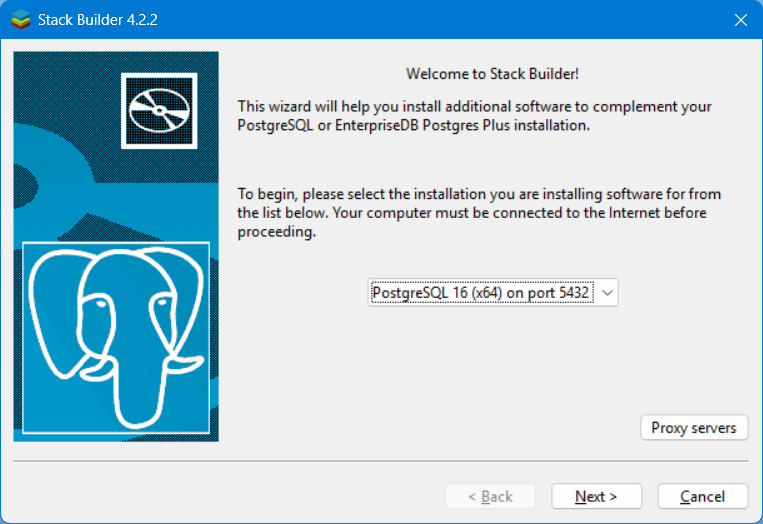 Stack Builder 4.2.2
Welcome to Stack Builder!
This wizard will help you install additional software to complement your
PostgreSQL or EnterpriseDB Postgres Plus installation.
To begin, please select the installation you are installing software for from
the list below. Your computer must be connected to the Internet before
proceeding.
PostgreSQL 16 (x64) on port 5432
Proxy servers
< Back
Next >
Cancel